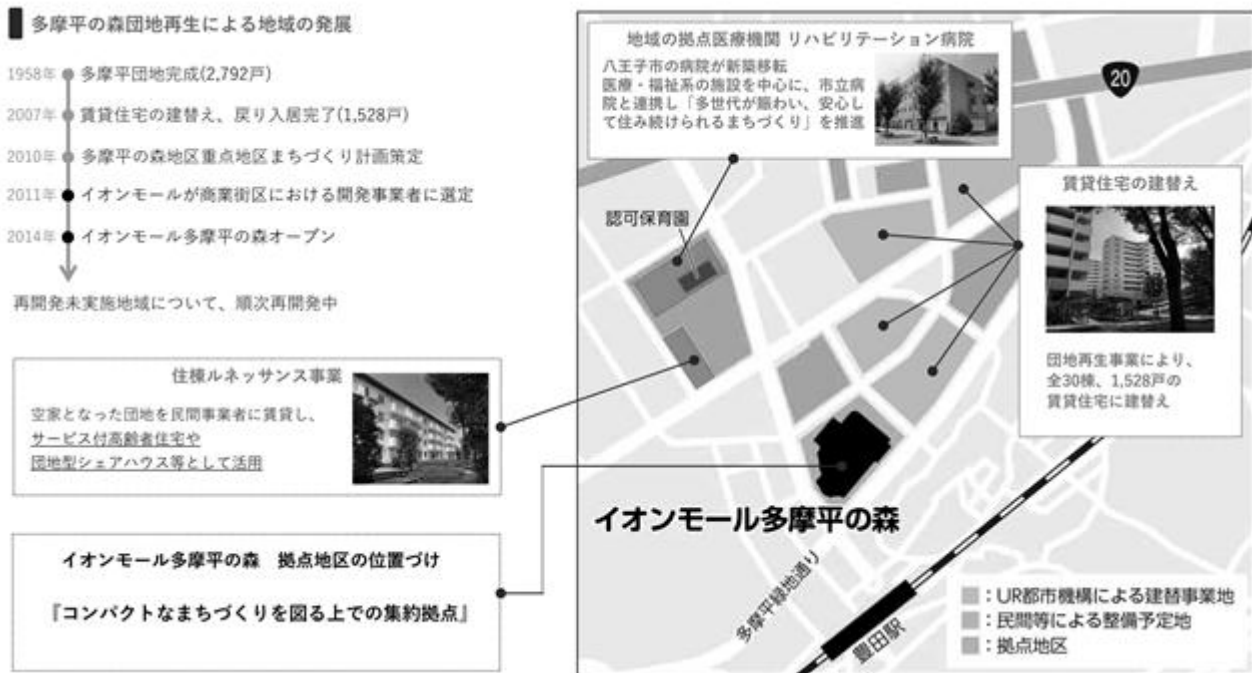 多摩平の森団地再生による地域の発展
1958年 多摩平団地完成(2,792戸)
2007年 賃貸住宅の建替え、戻り入居完了(1,528戸)
2010年 多摩平の森地区重点地区まちづくり計画策定
2011年 イオンモールが商業街区における開発事業者に選定
2014年 イオンモール多摩平の森オープン
再開発未実施地域について、順次再開発中
住棟ルネッサンス事業
空家となった団地を民間事業者に賃貸し、
サービス付高齢者住宅や
団地型シェアハウス等として活用
イオンモール多摩平の森 拠点地区の位置づけ
『コンパクトなまちづくりを図る上での集約拠点』
地域の拠点医療機関 リハビリテーション病院
八王子市の病院が新築移転
医療・福祉系の施設を中心に、市立病
院と連携し「多世代が賑わい、安心し
て住み続けられるまちづくり」を推進
20
認可保育園
賃貸住宅の建替え
団地再生事業により、
全30棟、1,528戸の
賃貸住宅に建替え
イオンモール多摩平の森
多摩平緑地通り
豊田駅
:UR都市機構による建替事業地
:民間等による整備予定地
:拠点地区